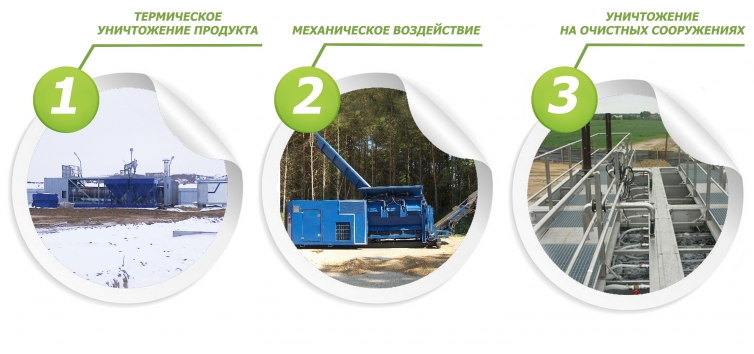 ТЕРМИЧЕСКОЕ
УНИЧТОЖЕНИЕ ПРОДУКТА
1
МЕХАНИЧЕСКОЕ ВОЗДЕЙСТВИЕ
2
УНИЧТОЖЕНИЕ
НА ОЧИСТНЫХ СООРУЖЕНИЯХ
3